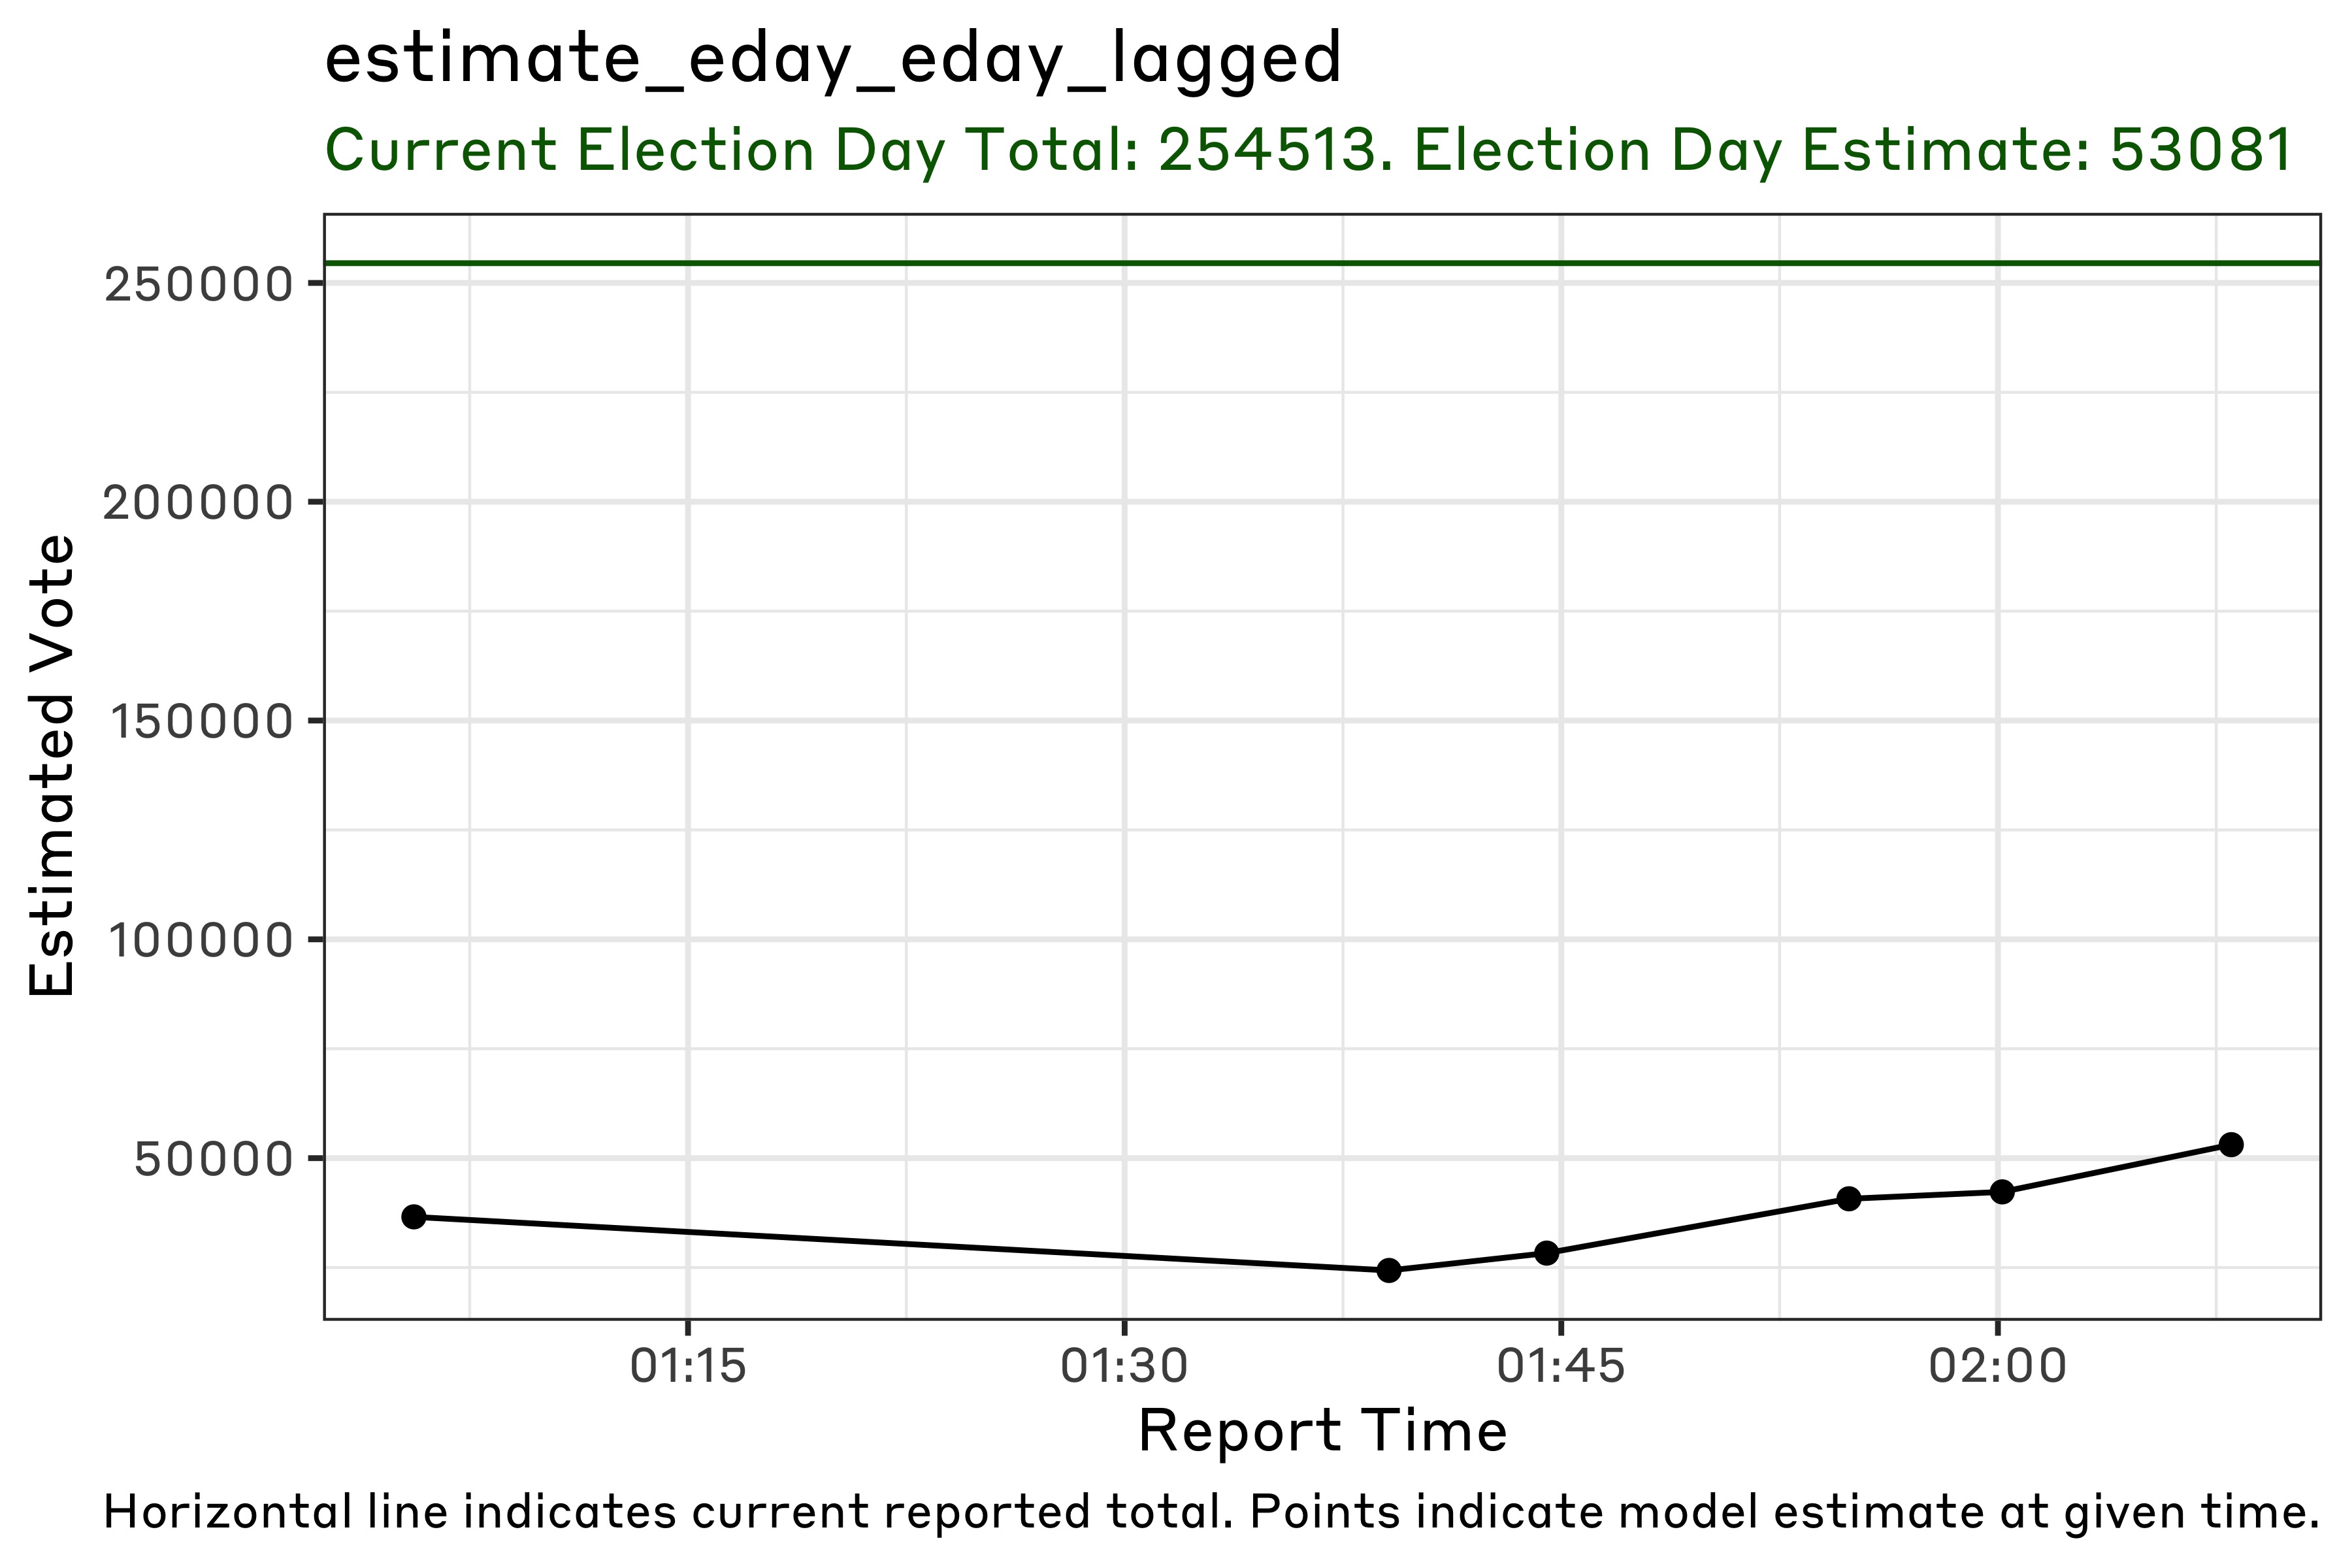 estimate_eday_eday_lagged
Current Election Day Total: 254513. Election Day Estimate: 53081
Estimated Vote
250000
200000
150000
100000
50000
01:15 01:30 01:45 02:00
Report Time
Horizontal line indicates current reported total. Points indicate model estimate at given time.